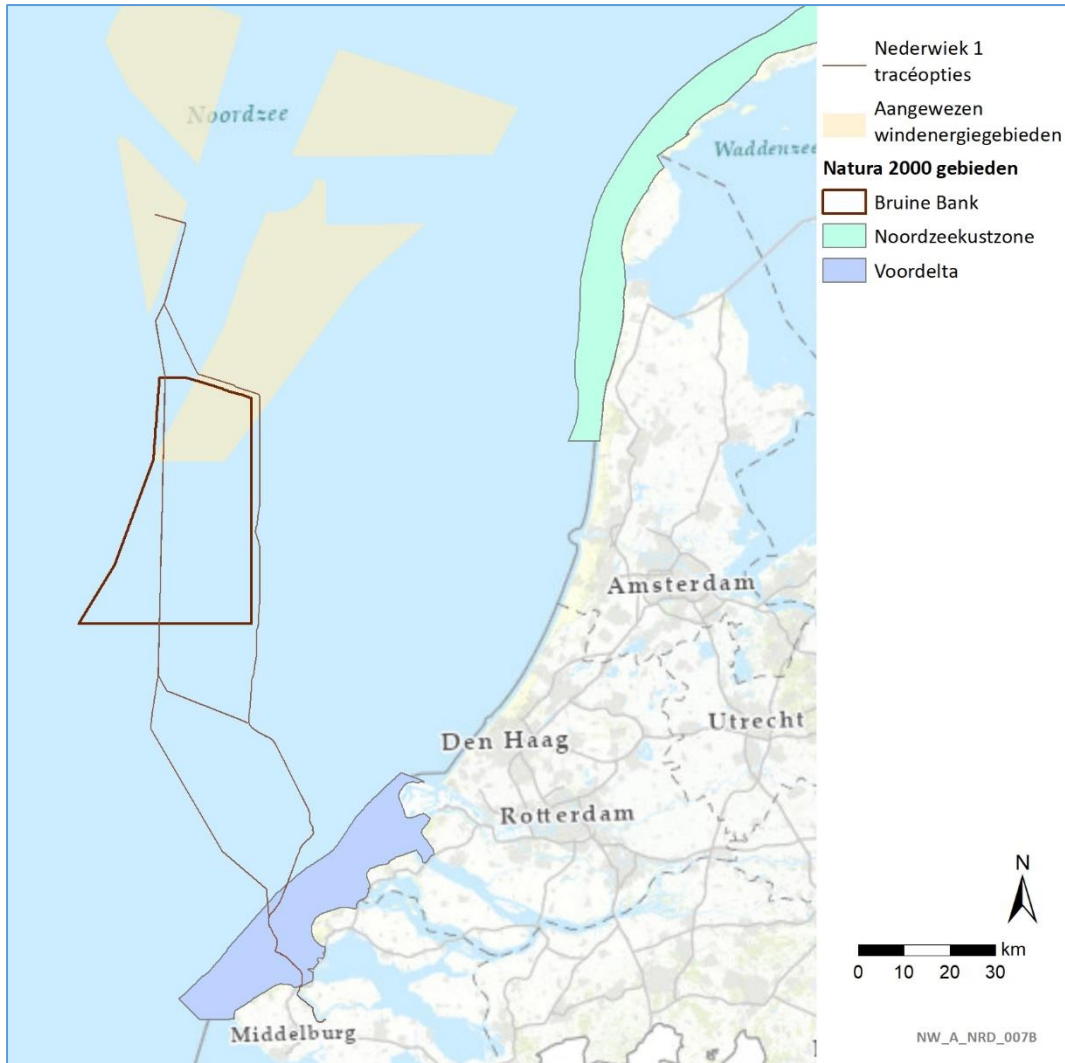 Noordzee
Waddenzee
Amsterdam
Utrecht
Den Haag
Rotterdam
Middelburg
Nederwiek 1
tracéopties
Aangewezen
windenergiegebieden
Natura 2000 gebieden
Bruine Bank
Noordzeekustzone
Voordelta
N
km
0 10 20 30
NW_A_NRD_007B